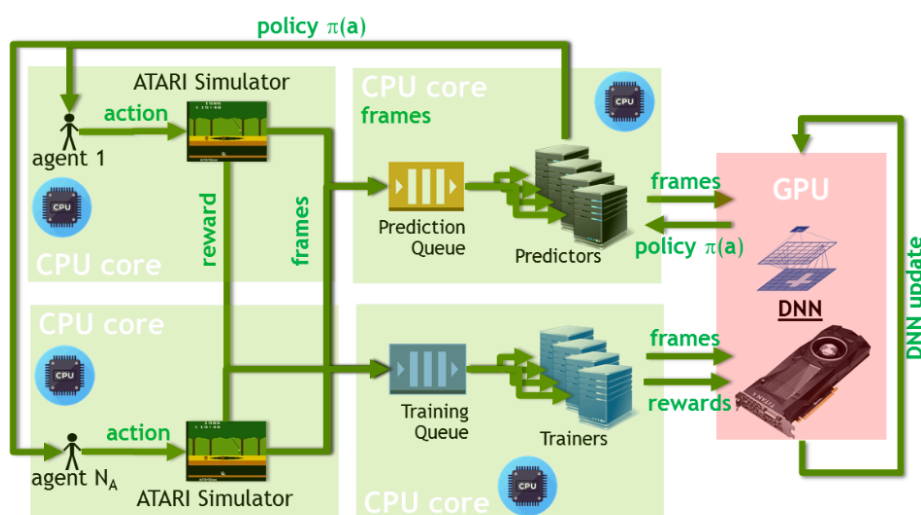 policy π(a)
ATARI Simulator
action
agent 1
CPU
CPU core
reward
frames
CPU core
frames
CPU
Prediction
Queue
Predictors
frames
policy π(a)
GPU
DNN
DNN update
CPU core
CPU
action
agent N_A
ATARI Simulator
Training
Queue
Trainers
frames
rewards
CPU
CPU core